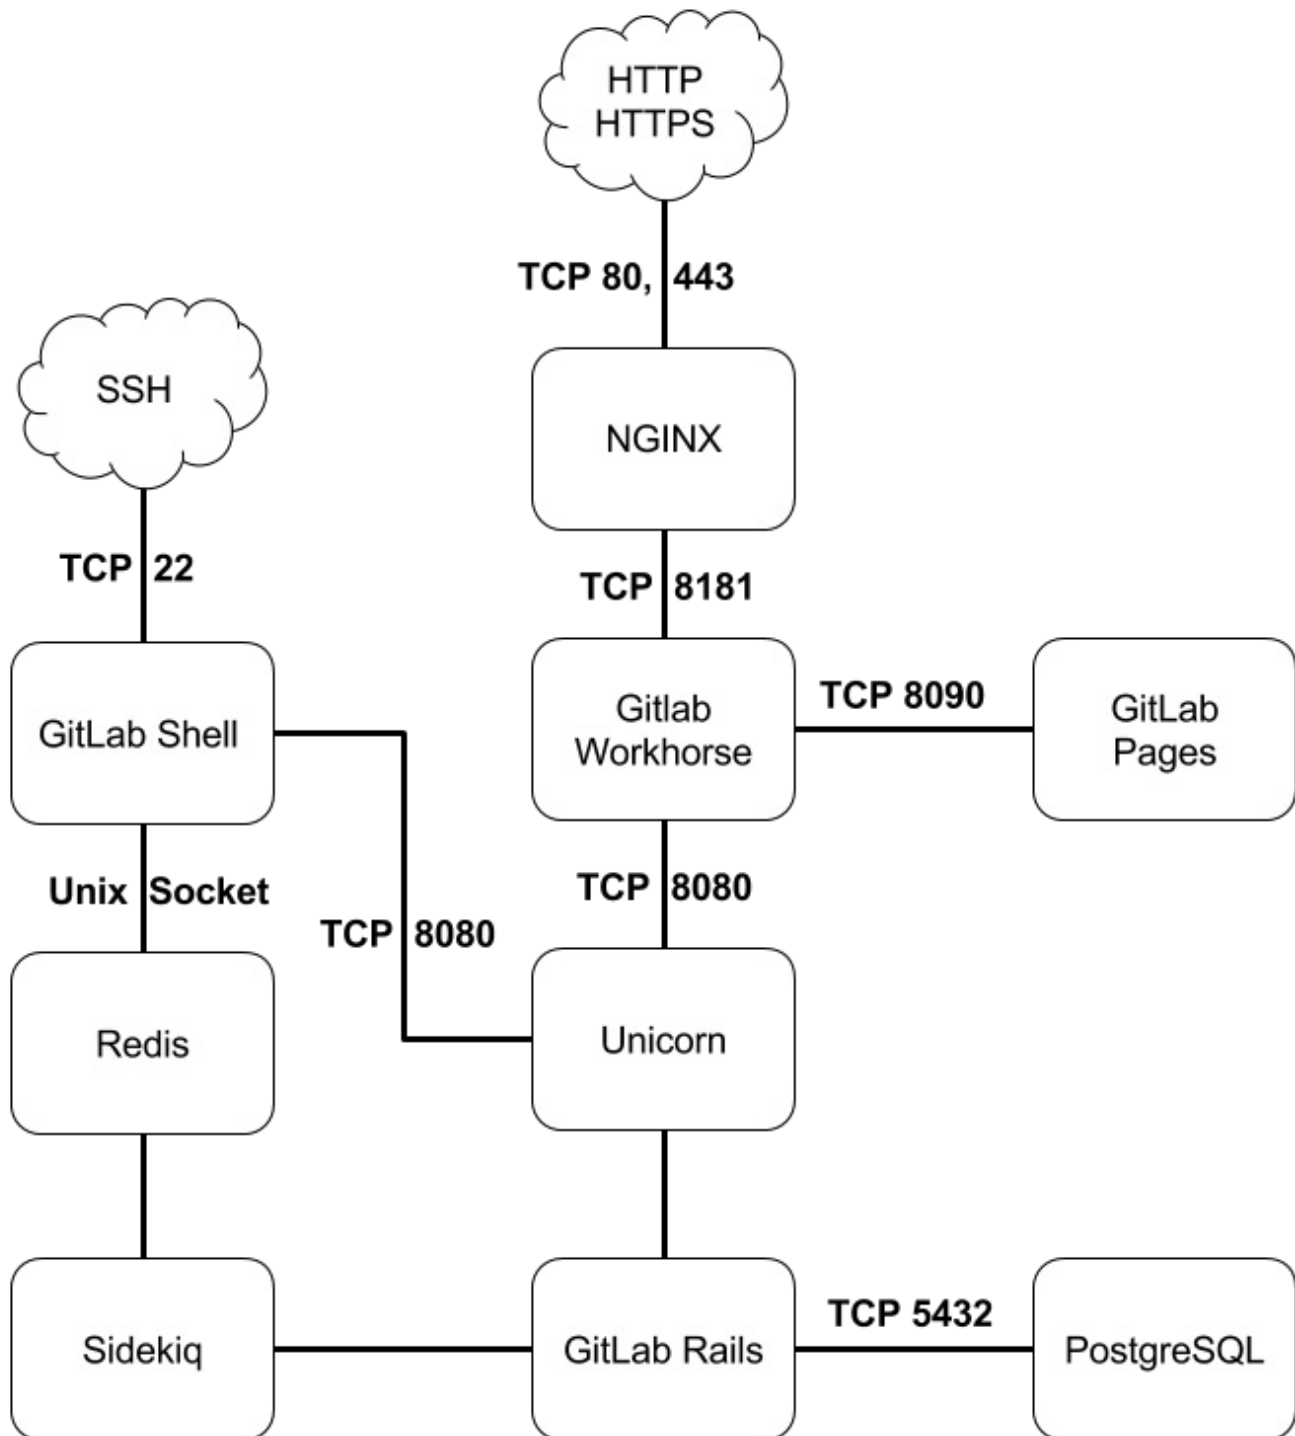 HTTP
HTTPS
TCP 80, 443
SSH
NGINX
TCP 22
TCP 8181
GitLab Shell
Gitlab
Workhorse
TCP 8090
GitLab
Pages
Unix Socket
TCP 8080
TCP 8080
Redis
Unicorn
Sidekiq
GitLab Rails
TCP 5432
PostgreSQL